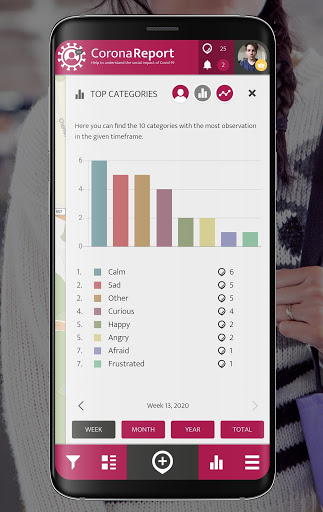 CoronaReport
Help to understand the social impact of Covid-19
25
2
TOP CATEGORIES
Here you can find the 10 categories with the most observation
in the given timeframe.
6
4
2
0
1. Calm 6
2. Sad 5
2. Other 5
4. Curious 4
5. Happy 2
5. Angry 2
7. Afraid 1
7. Frustrated 1
Week 13, 2020
WEEK MONTH YEAR TOTAL